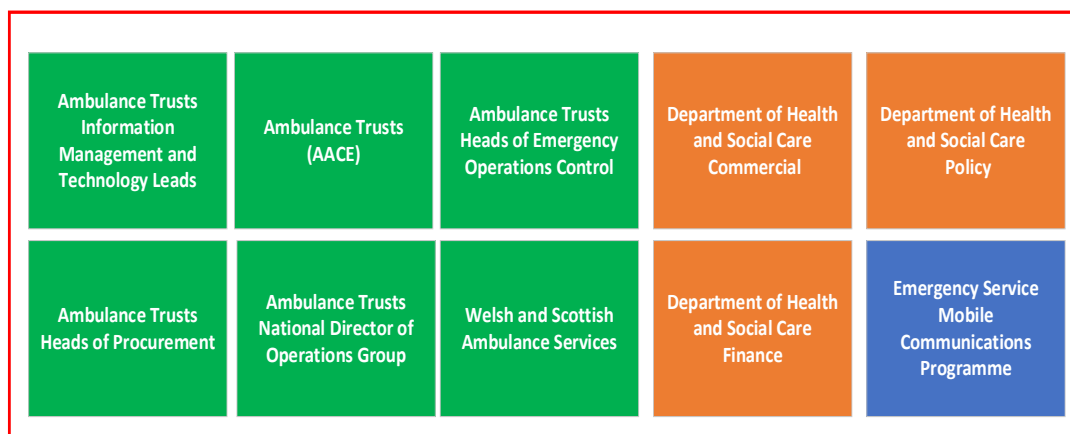 Ambulance Trusts
Information
Management and
Technology Leads
Ambulance Trusts
(AACE)
Ambulance Trusts
Heads of Emergency
Operations Control
Department of Health
and Social Care
Commercial
Department of Health
and Social Care
Policy
Ambulance Trusts
Heads of Procurement
Ambulance Trusts
National Director of
Operations Group
Welsh and Scottish
Ambulance Services
Department of Health
and Social Care
Finance
Emergency Service
Mobile
Communications
Programme